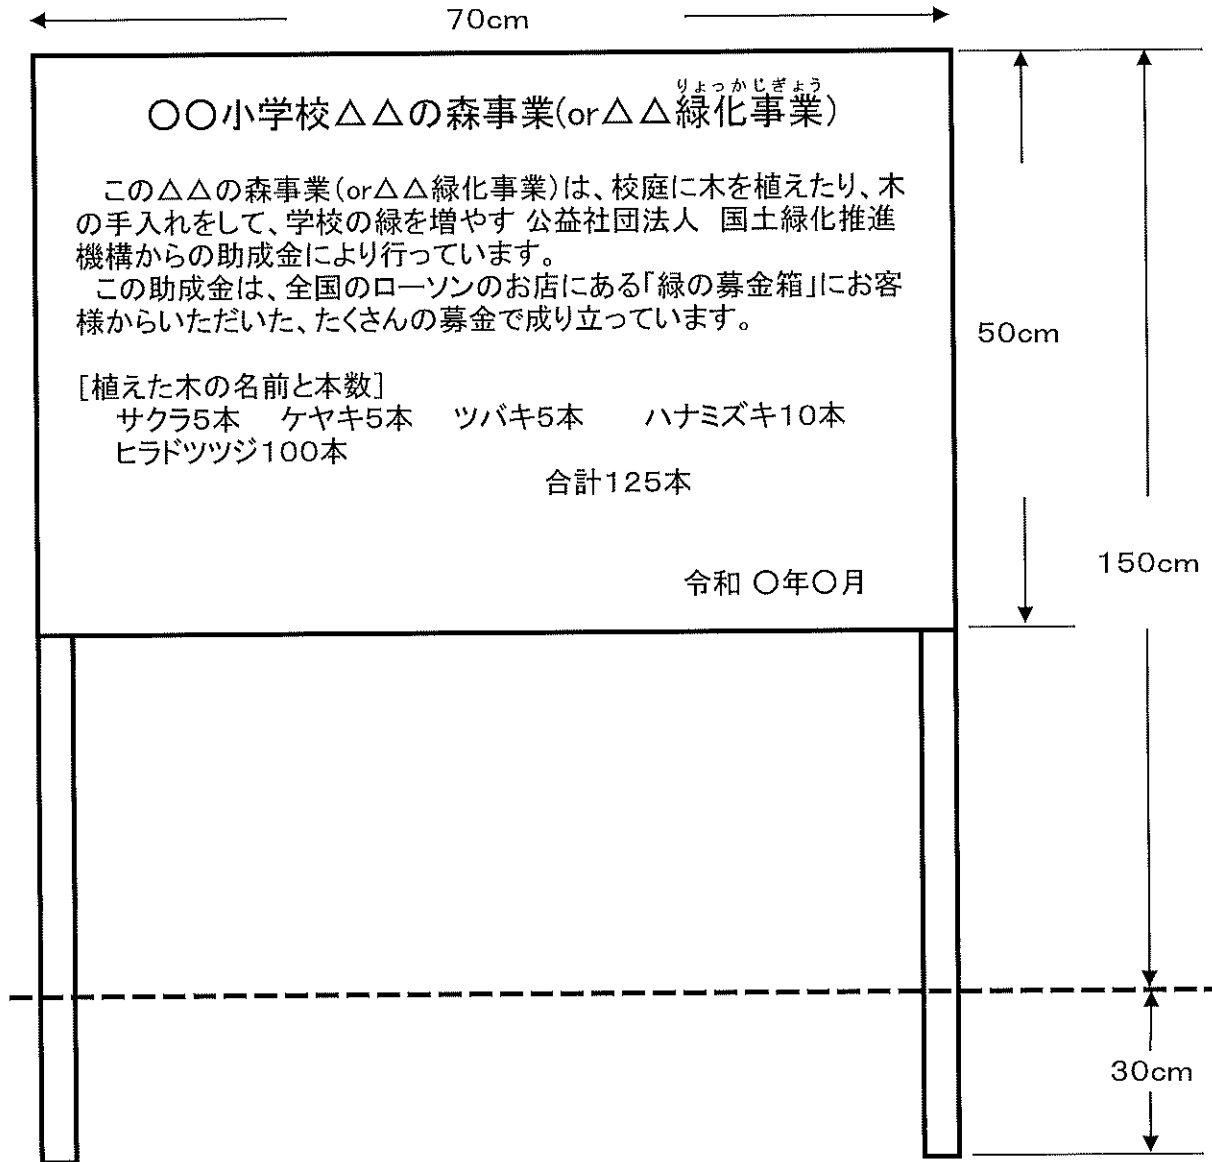 70cm
りょっかじぎょう
〇〇小学校△△の森事業(or△△緑化事業)
この△△の森事業(or△△緑化事業)は、校庭に木を植えたり、木
の手入れをして、学校の緑を増やす 公益社団法人 国土緑化推進
機構からの助成金により行っています。
この助成金は、全国のローソンのお店にある「緑の募金箱」にお客
様からいただいた、たくさんの募金で成り立っています。
50cm
[植えた木の名前と本数]
サクラ5本 ケヤキ5本 ツバキ5本 ハナミズキ10本
ヒラドツツジ100本
合計125本
150cm
令和 〇年〇月
30cm